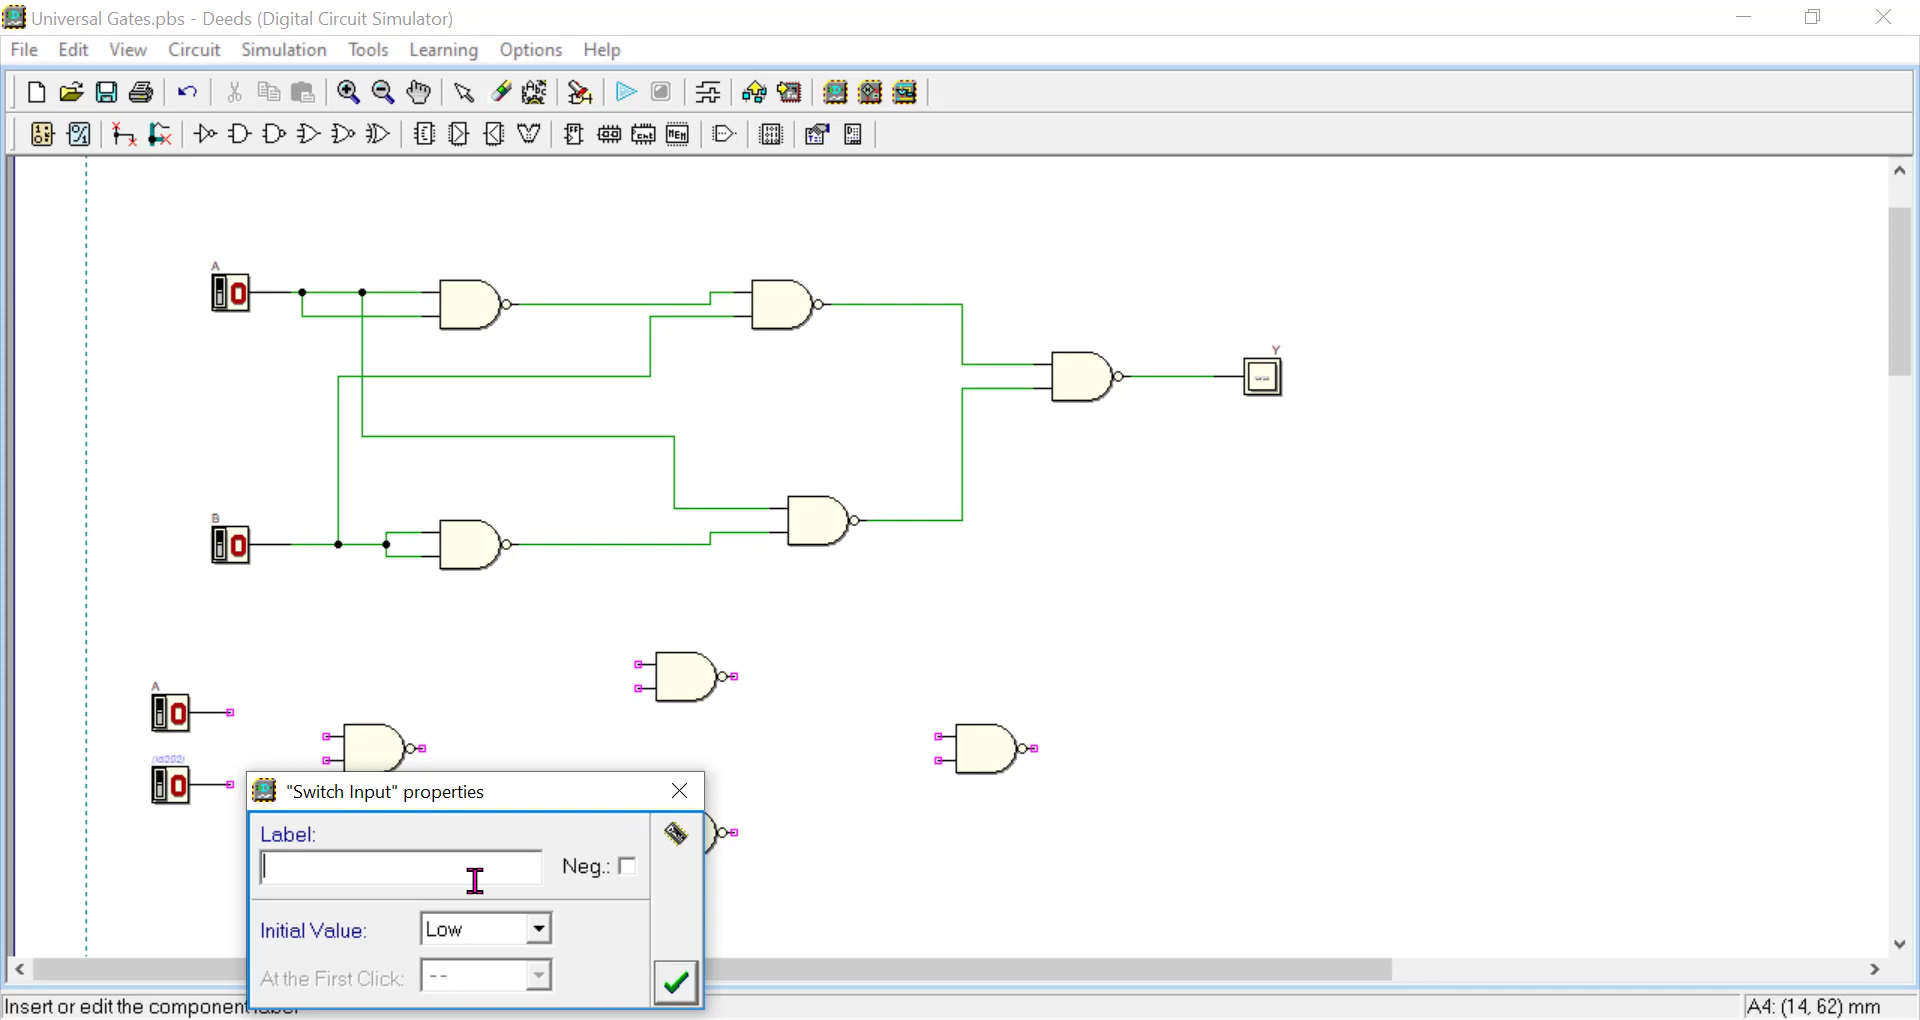 Universal Gates.pbs - Deeds (Digital Circuit Simulator)
File Edit View Circuit Simulation Tools Learning Options Help
A
0
Y
--
B
0
A
0
0
"Switch Input" properties
Label:
Neg.:
Initial Value: Low
At the First Click: --
Insert or edit the component
A4: (14, 62) mm